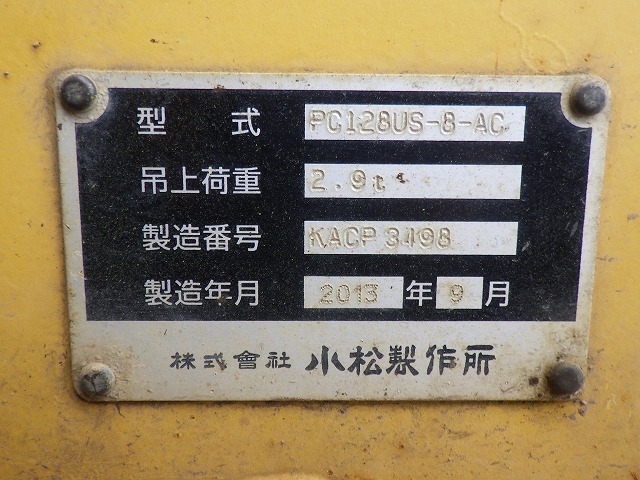 型 式 PC128US-8-AC
吊上荷重 2.9t
製造番号 KACP 3498
製造年月 2013 年 9 月
株式會社 小松製作所